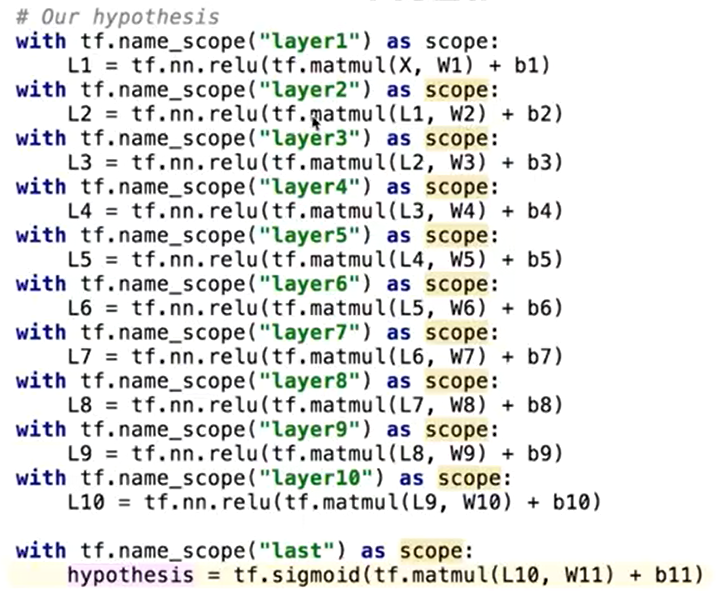 # Our hypothesis
with tf.name_scope("layer1") as scope:
    L1 = tf.nn.relu(tf.matmul(X, W1) + b1)
with tf.name_scope("layer2") as scope:
    L2 = tf.nn.relu(tf.matmul(L1, W2) + b2)
with tf.name_scope("layer3") as scope:
    L3 = tf.nn.relu(tf.matmul(L2, W3) + b3)
with tf.name_scope("layer4") as scope:
    L4 = tf.nn.relu(tf.matmul(L3, W4) + b4)
with tf.name_scope("layer5") as scope:
    L5 = tf.nn.relu(tf.matmul(L4, W5) + b5)
with tf.name_scope("layer6") as scope:
    L6 = tf.nn.relu(tf.matmul(L5, W6) + b6)
with tf.name_scope("layer7") as scope:
    L7 = tf.nn.relu(tf.matmul(L6, W7) + b7)
with tf.name_scope("layer8") as scope:
    L8 = tf.nn.relu(tf.matmul(L7, W8) + b8)
with tf.name_scope("layer9") as scope:
    L9 = tf.nn.relu(tf.matmul(L8, W9) + b9)
with tf.name_scope("layer10") as scope:
    L10 = tf.nn.relu(tf.matmul(L9, W10) + b10)
with tf.name_scope("last") as scope:
    hypothesis = tf.sigmoid(tf.matmul(L10, W11) + b11)